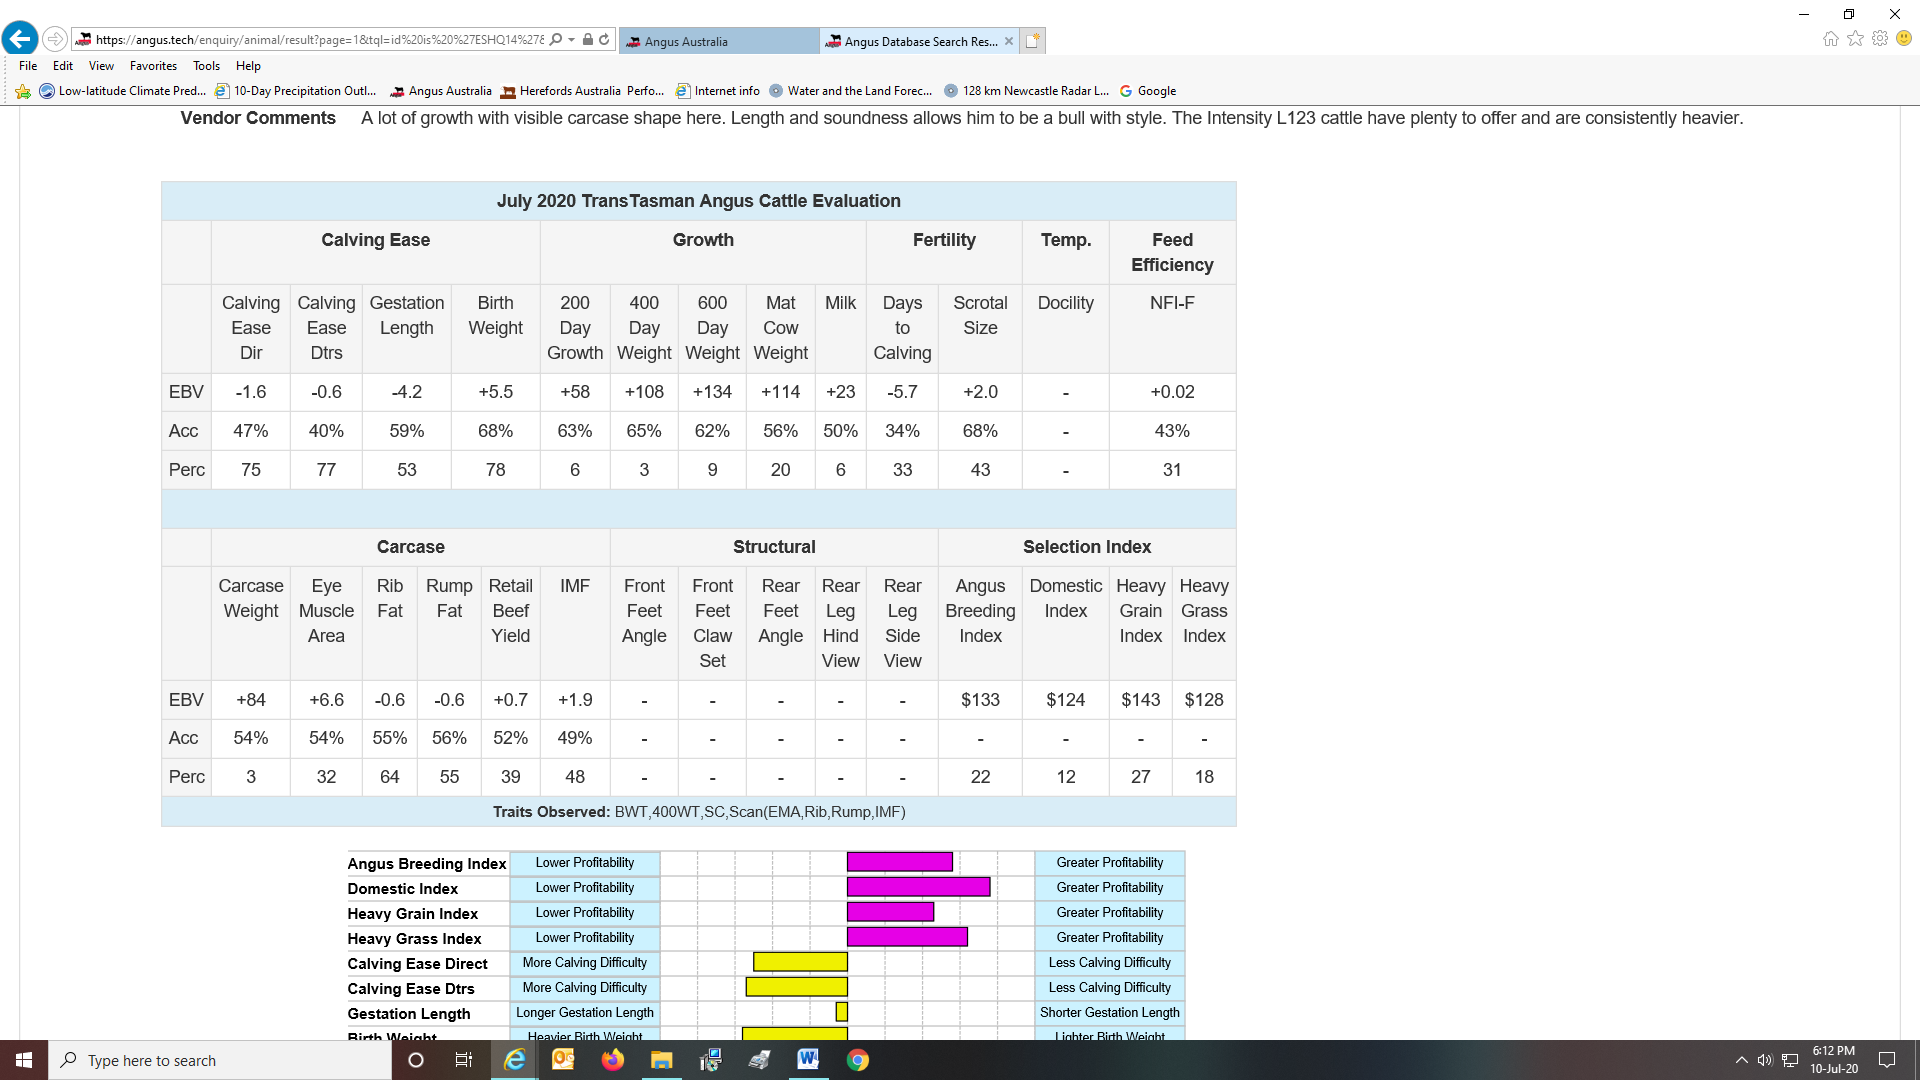 https://angus.tech/enquiry/animal/result?page=1&tql=id%20is%20%27ESHQ14%27&
Angus Australia
Angus Database Search Res...
File Edit View Favorites Tools Help
Low-latitude Climate Pred... 10-Day Precipitation Outl... Angus Australia Herefords Australia Perfo... Internet info Water and the Land Forec... 128 km Newcastle Radar L... Google
Vendor Comments A lot of growth with visible carcase shape here. Length and soundness allows him to be a bull with style. The Intensity L123 cattle have plenty to offer and are consistently heavier.
July 2020 TransTasman Angus Cattle Evaluation
Calving Ease Growth Fertility Temp. Feed Efficiency
Calving Ease Dir Calving Ease Dtrs Gestation Length Birth Weight 200 Day Growth 400 Day Weight 600 Day Weight Mat Cow Weight Milk Days to Calving Scrotal Size Docility NFI-F
EBV -1.6 -0.6 -4.2 +5.5 +58 +108 +134 +114 +23 -5.7 +2.0 - +0.02
Acc 47% 40% 59% 68% 63% 65% 62% 56% 50% 34% 68% - 43%
Perc 75 77 53 78 6 3 9 20 6 33 43 - 31
Carcase Structural Selection Index
Carcase Weight Eye Muscle Area Rib Fat Rump Fat Retail Beef Yield IMF Front Feet Angle Front Feet Claw Set Rear Feet Angle Rear Leg Hind View Rear Leg Side View Angus Breeding Index Domestic Index Heavy Grain Index Heavy Grass Index
EBV +84 +6.6 -0.6 -0.6 +0.7 +1.9 - - - - - $133 $124 $143 $128
Acc 54% 54% 55% 56% 52% 49% - - - - - - - - -
Perc 3 32 64 55 39 48 - - - - - 22 12 27 18
Traits Observed: BWT,400WT,SC,Scan(EMA,Rib,Rump,IMF)
Angus Breeding Index Lower Profitability Greater Profitability
Domestic Index Lower Profitability Greater Profitability
Heavy Grain Index Lower Profitability Greater Profitability
Heavy Grass Index Lower Profitability Greater Profitability
Calving Ease Direct More Calving Difficulty Less Calving Difficulty
Calving Ease Dtrs More Calving Difficulty Less Calving Difficulty
Gestation Length Longer Gestation Length Shorter Gestation Length
Birth Weight Heavier Birth Weight Lighter Birth Weight
Type here to search
6:12 PM
10-Jul-20